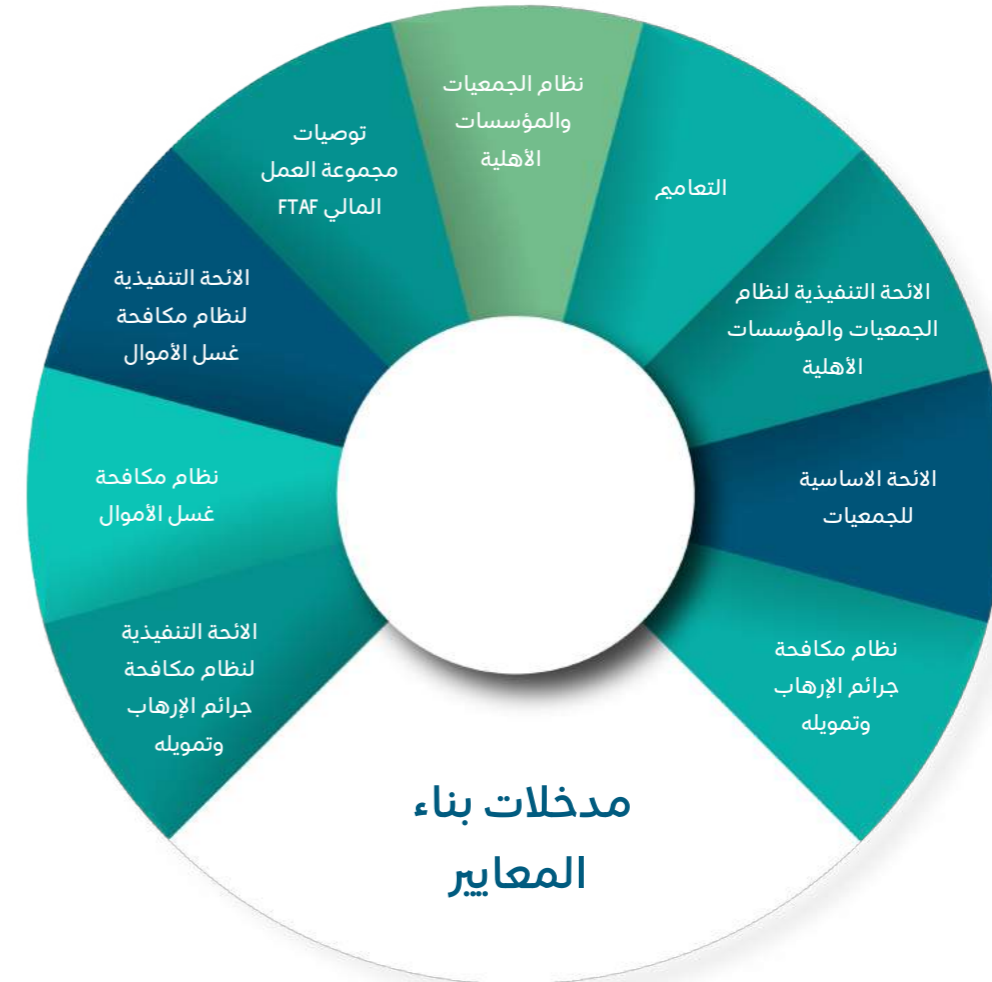 نظام الجمعيات
والمؤسسات
الأهلية
التعاميم
الائحة التنفيذية لنظام
الجمعيات والمؤسسات
الأهلية
الائحة الاساسية
للجمعيات
نظام مكافحة
جرائم الإرهاب
وتمويله
توصيات
مجموعة العمل
المالي FTAF
الائحة التنفيذية
لنظام مكافحة
غسل الأموال
نظام مكافحة
غسل الأموال
الائحة التنفيذية
لنظام مكافحة
جرائم الإرهاب
وتمويله
مدخلات بناء
المعايير